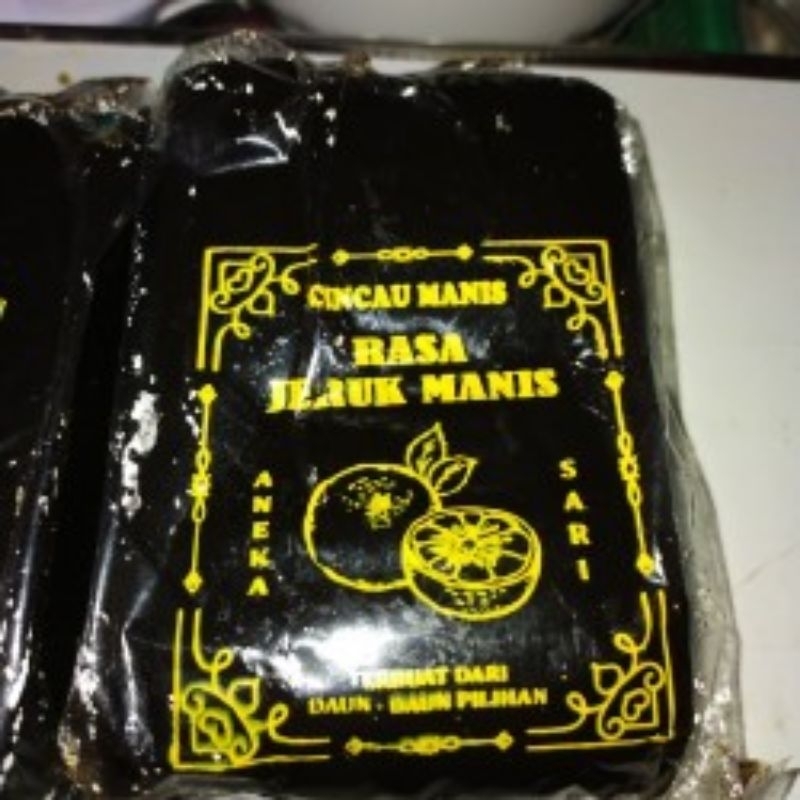 CINCAU MANIS
RASA
JERUK MANIS
ANEKA
SARI
TERBUAT DARI
DAUN - DAUN PILIHAN